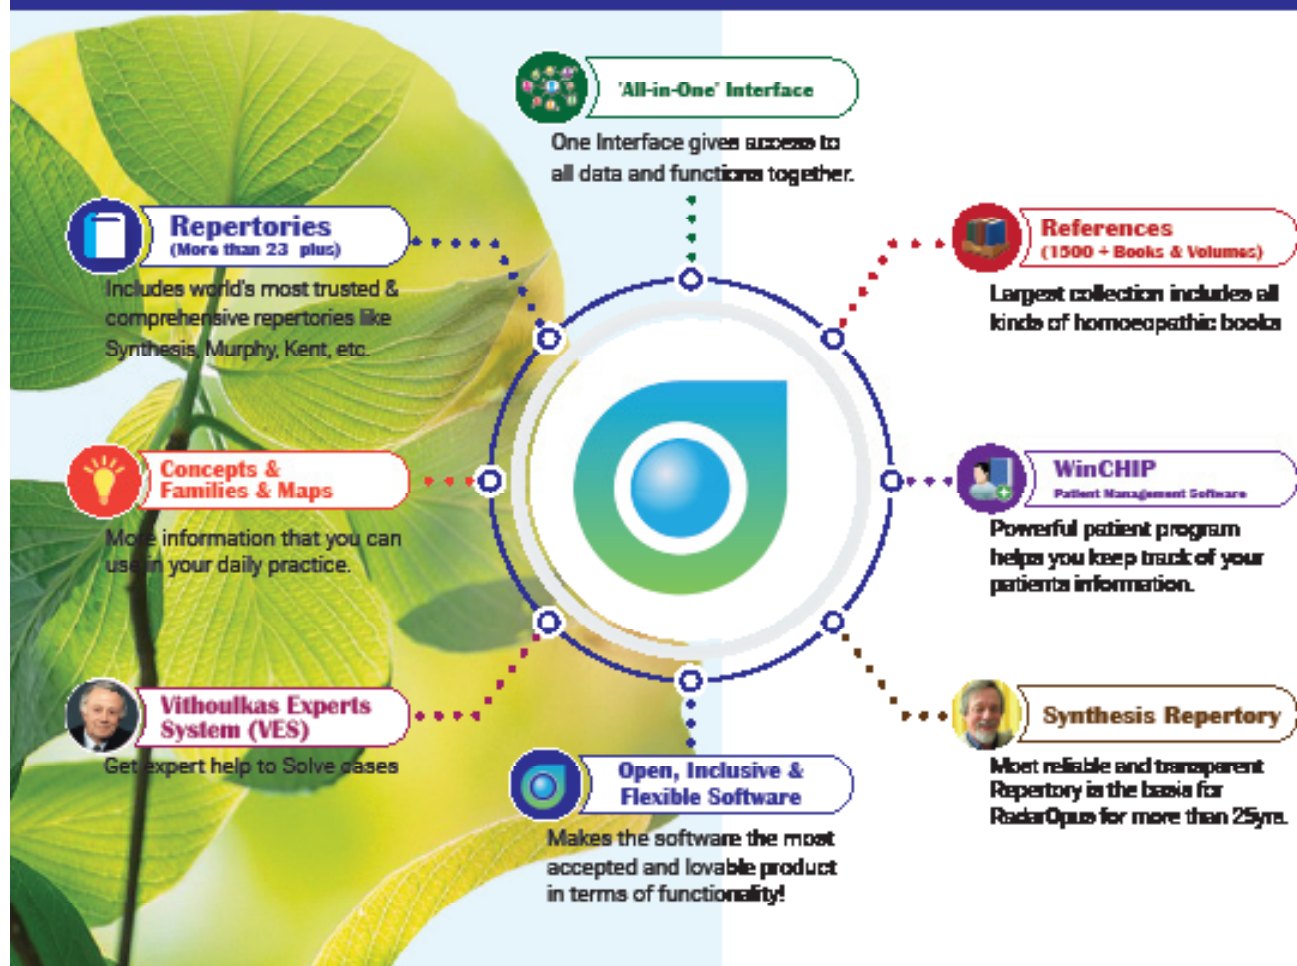 'All-in-One' Interface
One Interface gives access to
all data and functions together.
Repertories
(More than 23 plus)
Includes world's most trusted &
comprehensive repertories like
Synthesis, Murphy, Kent, etc.
References
(1500 + Books & Volumes)
Largest collection includes all
kinds of homoeopathic books
Concepts &
Families & Maps
More information that you can
use in your daily practice.
WinCHIP
Patient Management Software
Powerful patient program
helps you keep track of your
patients information.
Vithoulkas Experts
System (VES)
Get expert help to Solve cases
Synthesis Repertory
Most reliable and transparent
Repertory is the basis for
RadarOpus for more than 25yrs.
Open, Inclusive &
Flexible Software
Makes the software the most
accepted and lovable product
in terms of functionality!